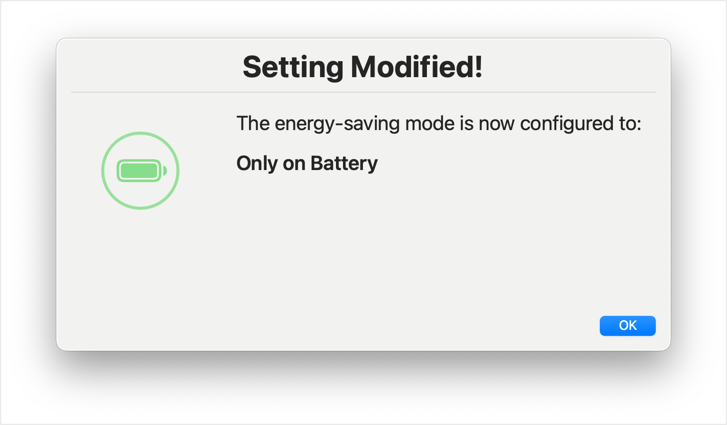 Setting Modified!
The energy-saving mode is now configured to:
Only on Battery
OK